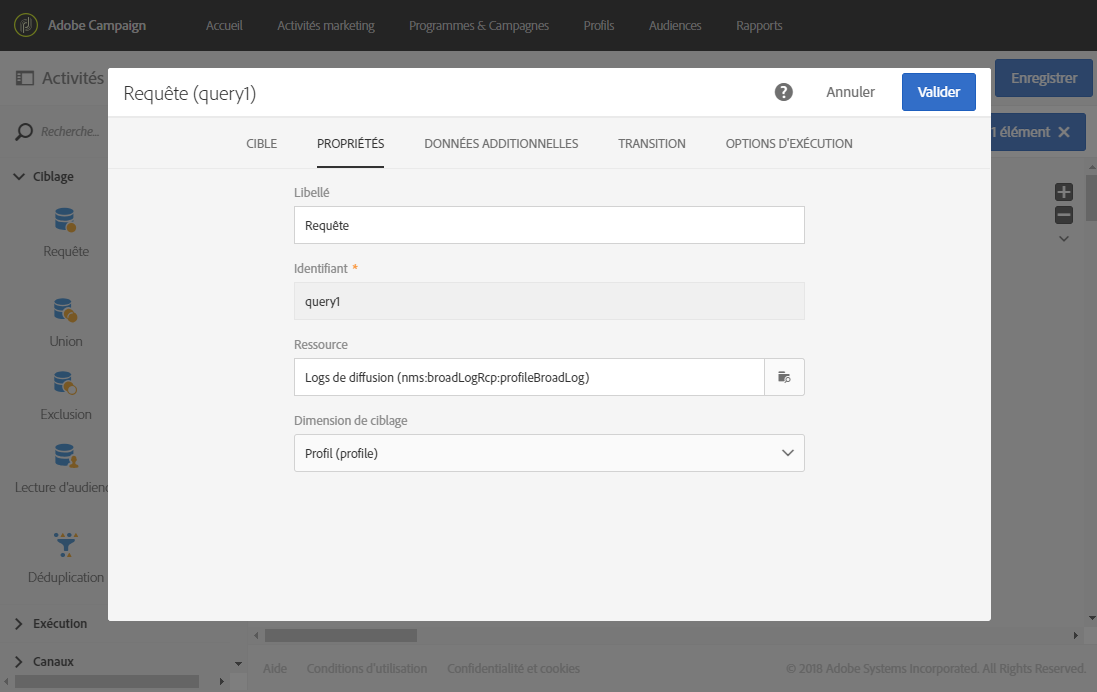 Adobe Campaign
Accueil
Activités marketing
Programmes & Campagnes
Profils
Audiences
Rapports
Activités
Enregistrer
Requête (query1)
?
Annuler
Valider
Recherche...
1 élément
CIBLE
PROPRIÉTÉS
DONNÉES ADDITIONNELLES
TRANSITION
OPTIONS D'EXÉCUTION
Ciblage
Requête
Union
Exclusion
Lecture d'audienc
Déduplication
Exécution
Canaux
Libellé
Requête
Identifiant *
query1
Ressource
Logs de diffusion (nms:broadLogRcp:profileBroadLog)
Dimension de ciblage
Profil (profile)
Aide
Conditions d'utilisation
Confidentialité et cookies
© 2018 Adobe Systems Incorporated. All Rights Reserved.